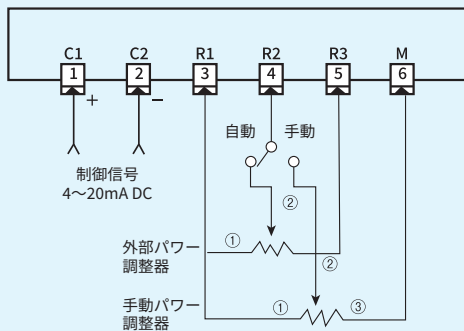 C1 C2 R1 R2 R3 M
1 2 3 4 5 6
+ −
自動 手動
制御信号
4～20mA DC
②
①
外部パワー
調整器
②
① ③
手動パワー
調整器